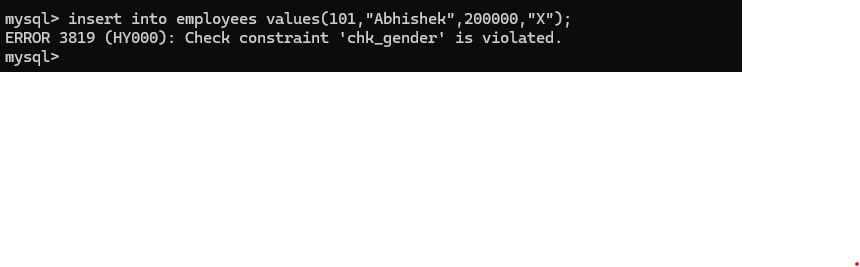 mysql> insert into employees values(101,"Abhishek",200000,"X");
ERROR 3819 (HY000): Check constraint 'chk_gender' is violated.
mysql>